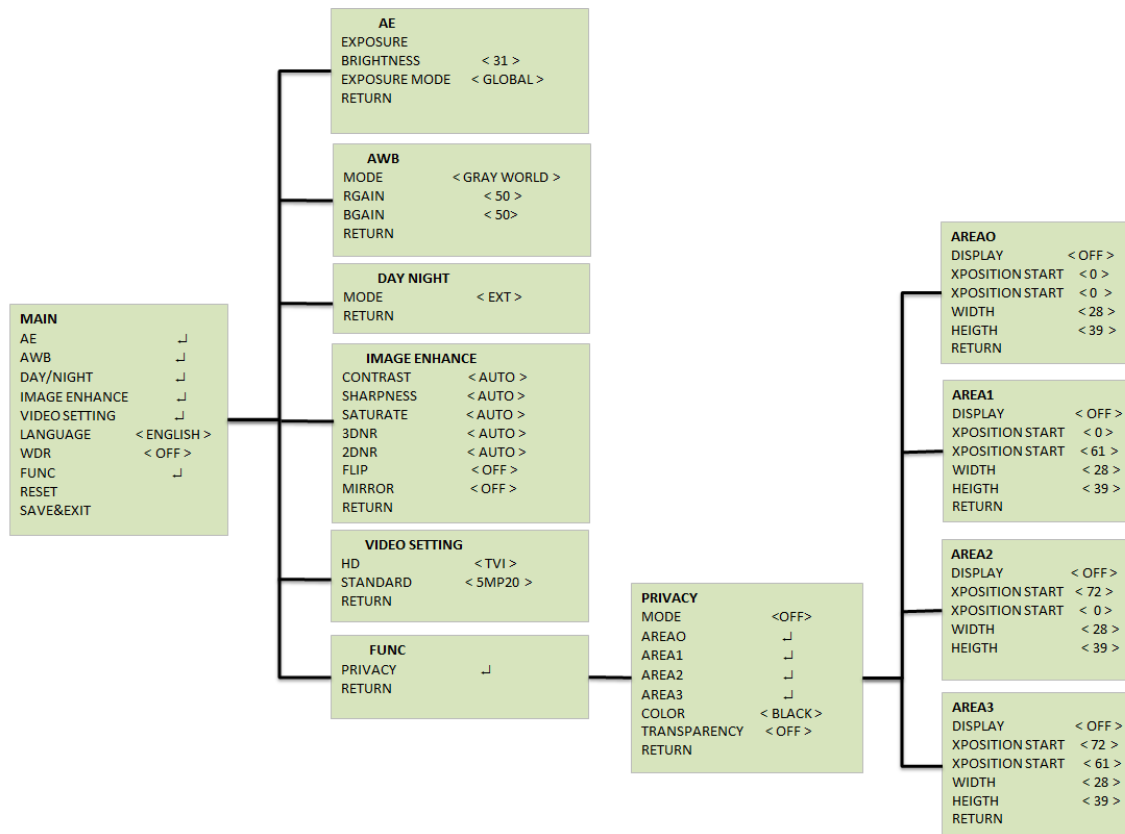 MAIN
AE ↵
AWB ↵
DAY/NIGHT ↵
IMAGE ENHANCE ↵
VIDEO SETTING ↵
LANGUAGE < ENGLISH >
WDR < OFF >
FUNC ↵
RESET
SAVE&EXIT
AE
EXPOSURE
BRIGHTNESS < 31 >
EXPOSURE MODE < GLOBAL >
RETURN
AWB
MODE < GRAY WORLD >
RGAIN < 50 >
BGAIN < 50>
RETURN
DAY NIGHT
MODE < EXT >
RETURN
IMAGE ENHANCE
CONTRAST < AUTO >
SHARPNESS < AUTO >
SATURATE < AUTO >
3DNR < AUTO >
2DNR < AUTO >
FLIP < OFF >
MIRROR < OFF >
RETURN
VIDEO SETTING
HD < TVI >
STANDARD < 5MP20 >
RETURN
FUNC
PRIVACY ↵
RETURN
PRIVACY
MODE <OFF>
AREAO ↵
AREA1 ↵
AREA2 ↵
AREA3 ↵
COLOR < BLACK >
TRANSPARENCY < OFF >
RETURN
AREAO
DISPLAY < OFF >
XPOSITION START < 0 >
XPOSITION START < 0 >
WIDTH < 28 >
HEIGTH < 39 >
RETURN
AREA1
DISPLAY < OFF >
XPOSITION START < 0 >
XPOSITION START < 61 >
WIDTH < 28 >
HEIGTH < 39 >
RETURN
AREA2
DISPLAY < OFF >
XPOSITION START < 72 >
XPOSITION START < 0 >
WIDTH < 28 >
HEIGTH < 39 >
AREA3
DISPLAY < OFF >
XPOSITION START < 72 >
XPOSITION START < 61 >
WIDTH < 28 >
HEIGTH < 39 >
RETURN